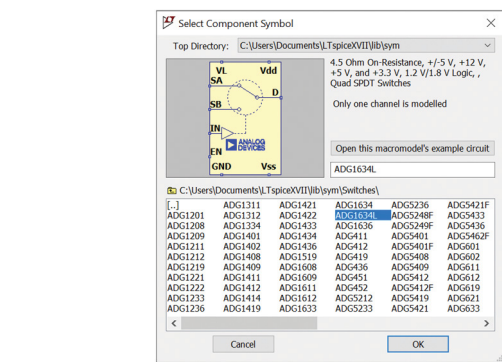 Select Component Symbol
Top Directory: C:\Users\Documents\LTspiceXVII\lib\sym
VL Vdd
SA
D
SB
IN
ANALOG
DEVICES
EN
GND Vss
4.5 Ohm On-Resistance, +/-5 V, +12 V,
+5 V, and +3.3 V, 1.2 V/1.8 V Logic, ,
Quad SPDT Switches
Only one channel is modelled
Open this macromodel's example circuit
ADG1634L
C:\Users\Documents\LTspiceXVII\lib\sym\Switches\
[..] ADG1311 ADG1421 ADG1634 ADG5236 ADG5421F
ADG1201 ADG1312 ADG1422 ADG1634L ADG5248F ADG5433
ADG1208 ADG1334 ADG1433 ADG1636 ADG5249F ADG5436
ADG1209 ADG1401 ADG1434 ADG411 ADG5401 ADG5462F
ADG1211 ADG1402 ADG1436 ADG412 ADG5401F ADG601
ADG1212 ADG1408 ADG1519 ADG419 ADG5408 ADG602
ADG1219 ADG1409 ADG1608 ADG436 ADG5409 ADG611
ADG1221 ADG1411 ADG1609 ADG451 ADG5412 ADG612
ADG1222 ADG1412 ADG1611 ADG452 ADG5412F ADG619
ADG1233 ADG1414 ADG1612 ADG5212 ADG5419 ADG621
ADG1236 ADG1419 ADG1633 ADG5233 ADG5421 ADG633
Cancel OK